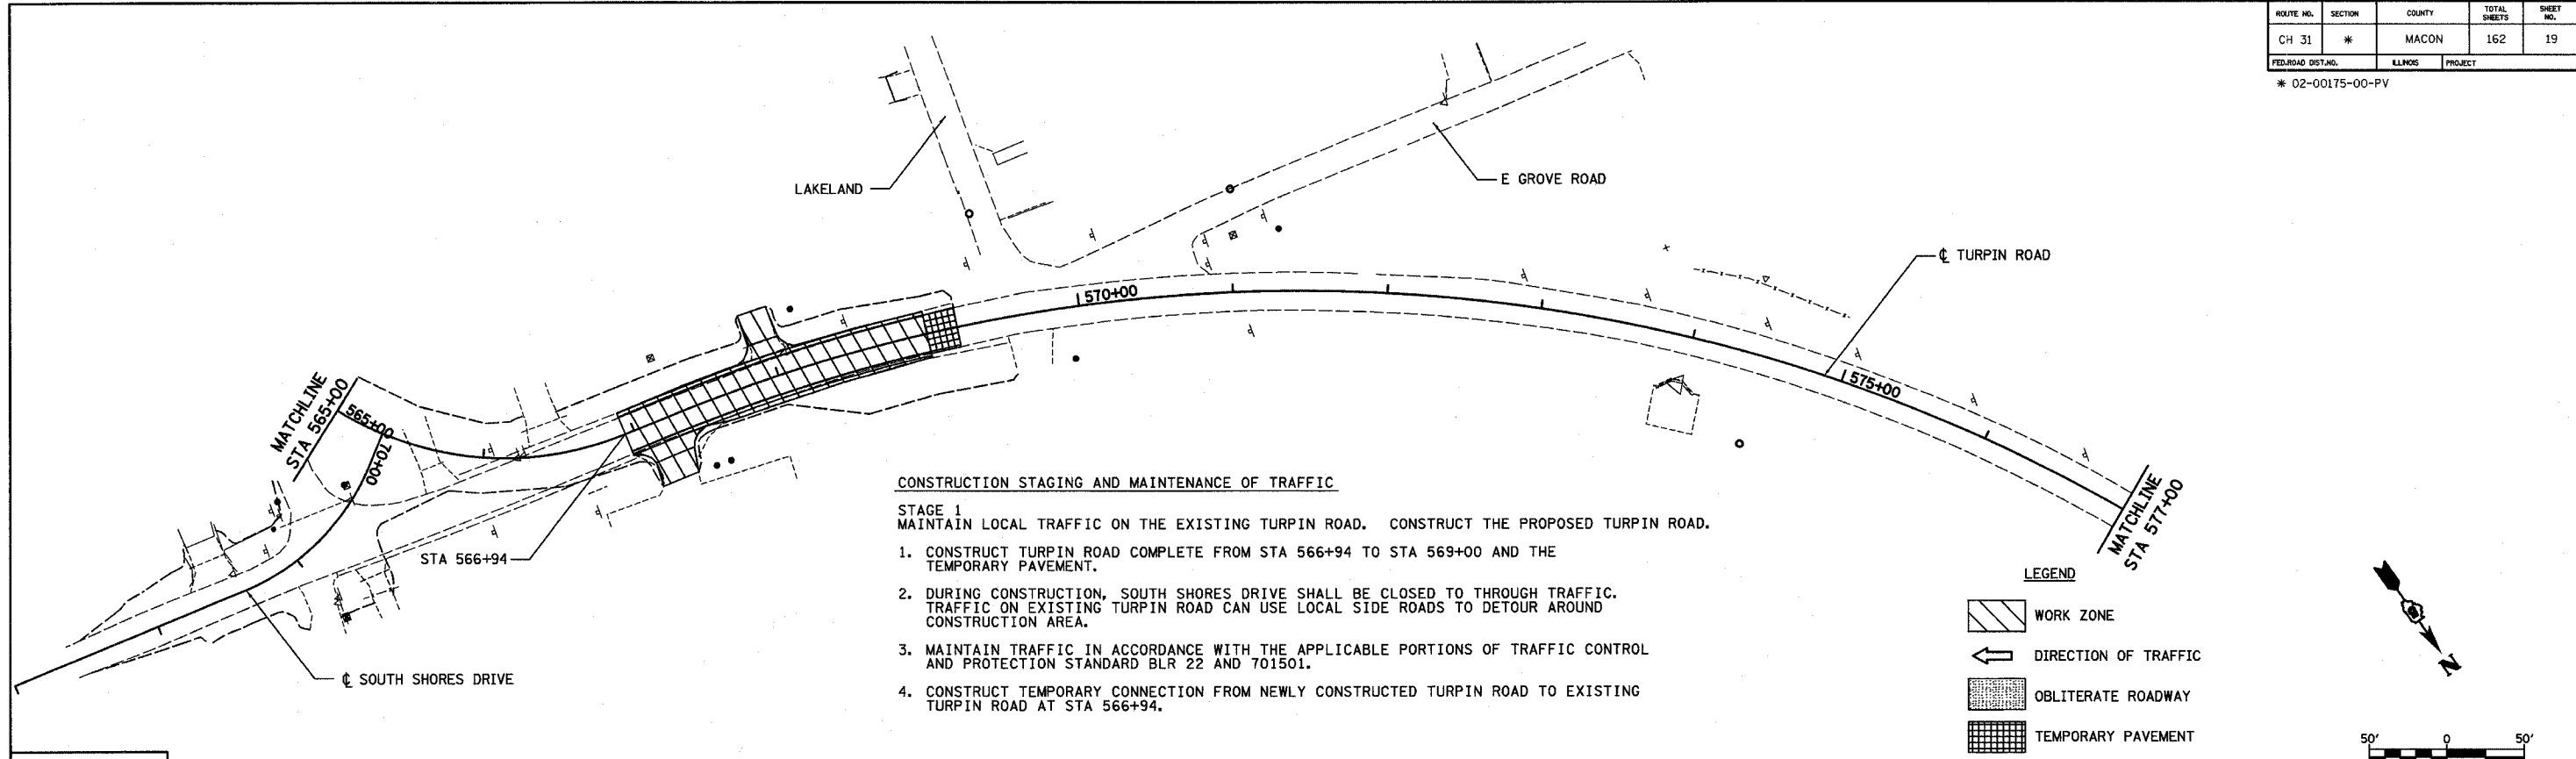 ROUTE NO. SECTION COUNTY TOTAL SHEETS SHEET NO.
CH 31 * MACON 162 19
FED.ROAD DIST.NO. ILLINOIS PROJECT
* 02-00175-00-PV
LAKELAND
E GROVE ROAD
℄ TURPIN ROAD
570+00
575+00
MATCHLINE
STA 565+00
565+00
70+00
STA 566+94
℄ SOUTH SHORES DRIVE
MATCHLINE
STA 577+00
CONSTRUCTION STAGING AND MAINTENANCE OF TRAFFIC
STAGE 1
MAINTAIN LOCAL TRAFFIC ON THE EXISTING TURPIN ROAD. CONSTRUCT THE PROPOSED TURPIN ROAD.
1. CONSTRUCT TURPIN ROAD COMPLETE FROM STA 566+94 TO STA 569+00 AND THE
TEMPORARY PAVEMENT.
2. DURING CONSTRUCTION, SOUTH SHORES DRIVE SHALL BE CLOSED TO THROUGH TRAFFIC.
TRAFFIC ON EXISTING TURPIN ROAD CAN USE LOCAL SIDE ROADS TO DETOUR AROUND
CONSTRUCTION AREA.
3. MAINTAIN TRAFFIC IN ACCORDANCE WITH THE APPLICABLE PORTIONS OF TRAFFIC CONTROL
AND PROTECTION STANDARD BLR 22 AND 701501.
4. CONSTRUCT TEMPORARY CONNECTION FROM NEWLY CONSTRUCTED TURPIN ROAD TO EXISTING
TURPIN ROAD AT STA 566+94.
LEGEND
WORK ZONE
DIRECTION OF TRAFFIC
OBLITERATE ROADWAY
TEMPORARY PAVEMENT
N
50' 0 50'